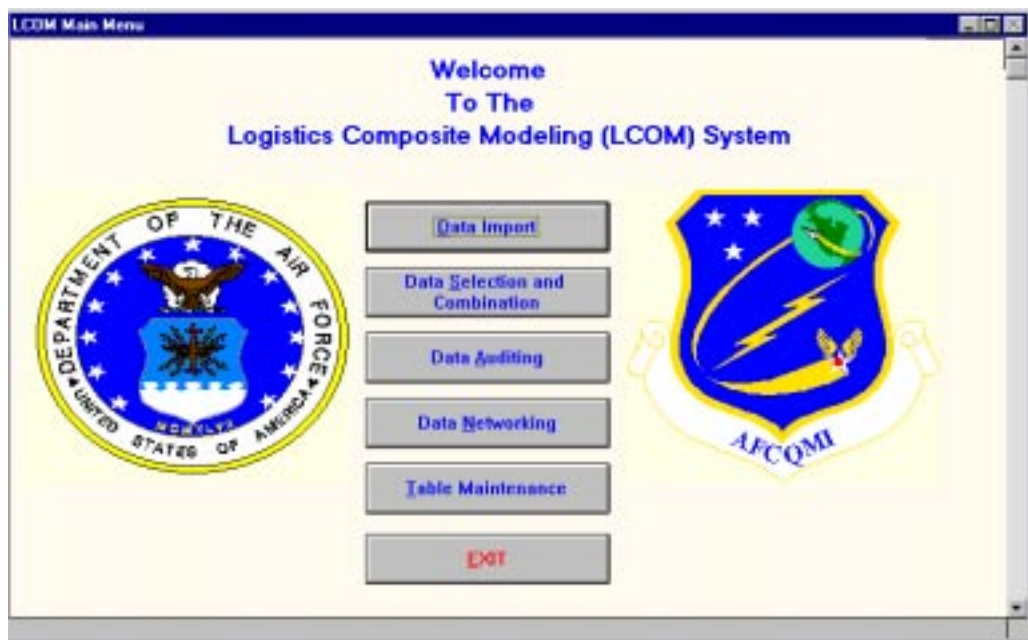 LCOM Main Menu
Welcome
To The
Logistics Composite Modeling (LCOM) System
DEPARTMENT OF THE AIR FORCE
UNITED STATES OF AMERICA
MCMXLVII
Data Import
Data Selection and
Combination
Data Auditing
Data Networking
Table Maintenance
EXIT
AFCQMI